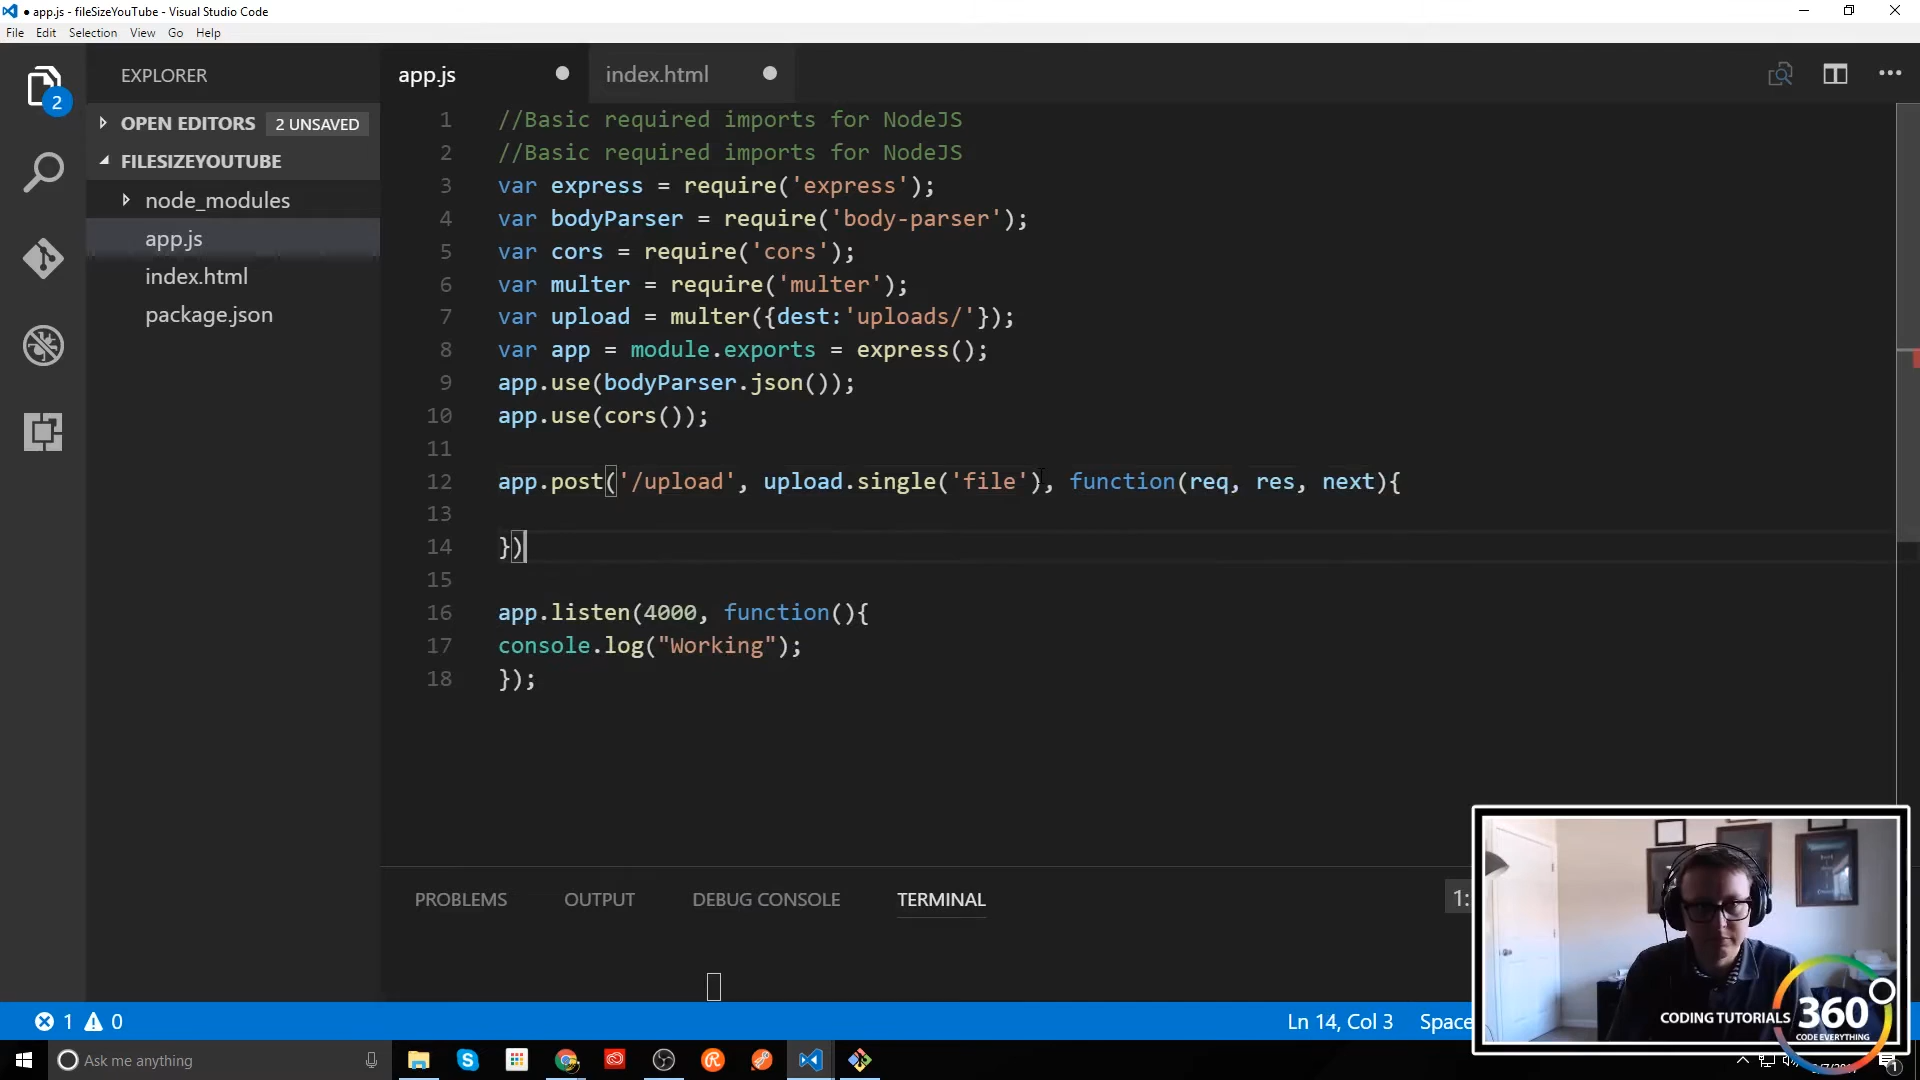 app.js - fileSizeYouTube - Visual Studio Code
File Edit Selection View Go Help
EXPLORER
app.js
index.html
OPEN EDITORS 2 UNSAVED
FILESIZEYOUTUBE
node_modules
app.js
index.html
package.json
2
1 //Basic required imports for NodeJS
2 //Basic required imports for NodeJS
3 var express = require('express');
4 var bodyParser = require('body-parser');
5 var cors = require('cors');
6 var multer = require('multer');
7 var upload = multer({dest:'uploads/'});
8 var app = module.exports = express();
9 app.use(bodyParser.json());
10 app.use(cors());
11
12 app.post('/upload', upload.single('file'), function(req, res, next){
13
14 })
15
16 app.listen(4000, function(){
17 console.log("Working");
18 });
PROBLEMS OUTPUT DEBUG CONSOLE TERMINAL 1:
1 0
Ln 14, Col 3 Space
CODING TUTORIALS 360
CODE EVERYTHING
Ask me anything